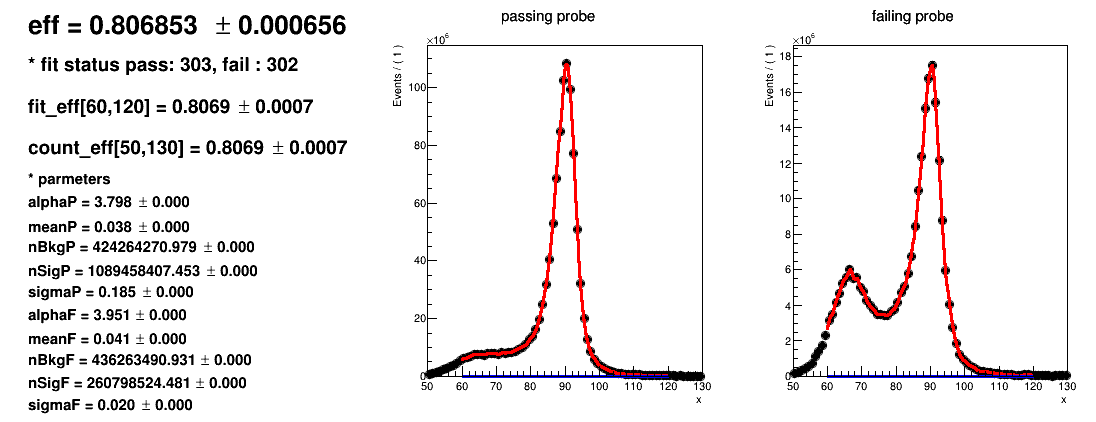 eff = 0.806853 ± 0.000656
* fit status pass: 303, fail : 302
fit_eff[60,120] = 0.8069 ± 0.0007
count_eff[50,130] = 0.8069 ± 0.0007
* parmeters
alphaP = 3.798 ± 0.000
meanP = 0.038 ± 0.000
nBkgP = 424264270.979 ± 0.000
nSigP = 1089458407.453 ± 0.000
sigmaP = 0.185 ± 0.000
alphaF = 3.951 ± 0.000
meanF = 0.041 ± 0.000
nBkgF = 436263490.931 ± 0.000
nSigF = 260798524.481 ± 0.000
sigmaF = 0.020 ± 0.000
passing probe
×10⁶
Events / ( 1 )
100
80
60
40
20
0
50 60 70 80 90 100 110 120 130
x
failing probe
×10⁶
Events / ( 1 )
18
16
14
12
10
8
6
4
2
0
50 60 70 80 90 100 110 120 130
x